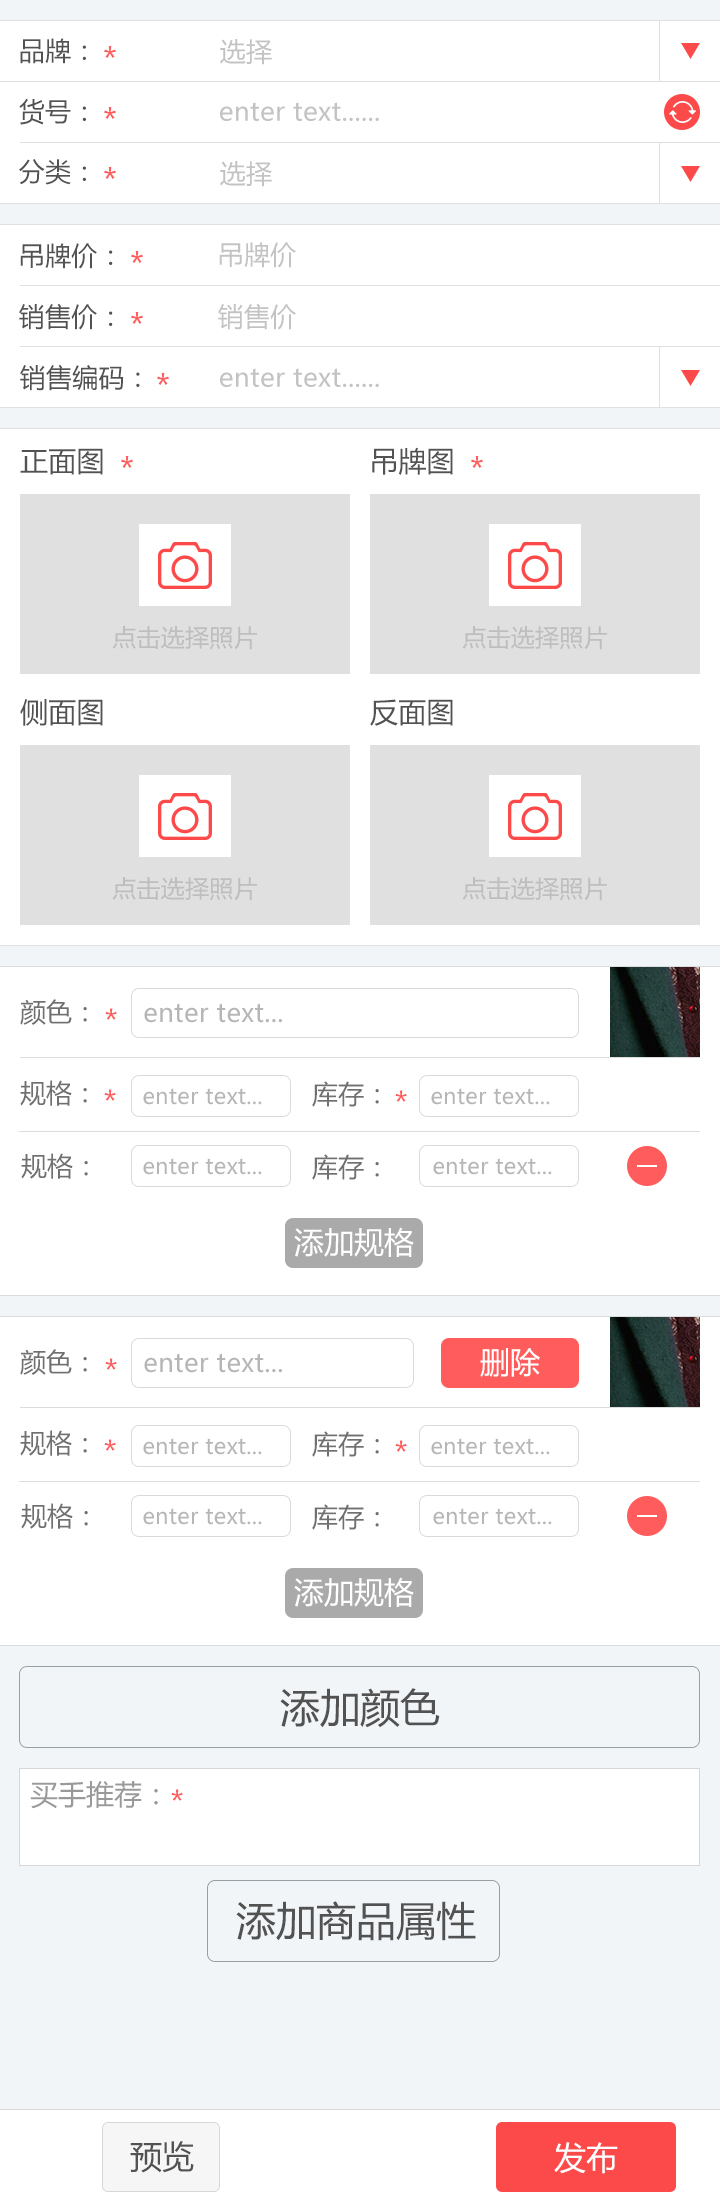 品牌： * 选择
货号： * enter text......
分类： * 选择
吊牌价： * 吊牌价
销售价： * 销售价
销售编码： * enter text......
正面图 * 吊牌图 *
点击选择照片 点击选择照片
侧面图 反面图
点击选择照片 点击选择照片
颜色： * enter text...
规格： * enter text... 库存： * enter text...
规格： enter text... 库存： enter text...
添加规格
颜色： * enter text... 删除
规格： * enter text... 库存： * enter text...
规格： enter text... 库存： enter text...
添加规格
添加颜色
买手推荐： *
添加商品属性
预览 发布